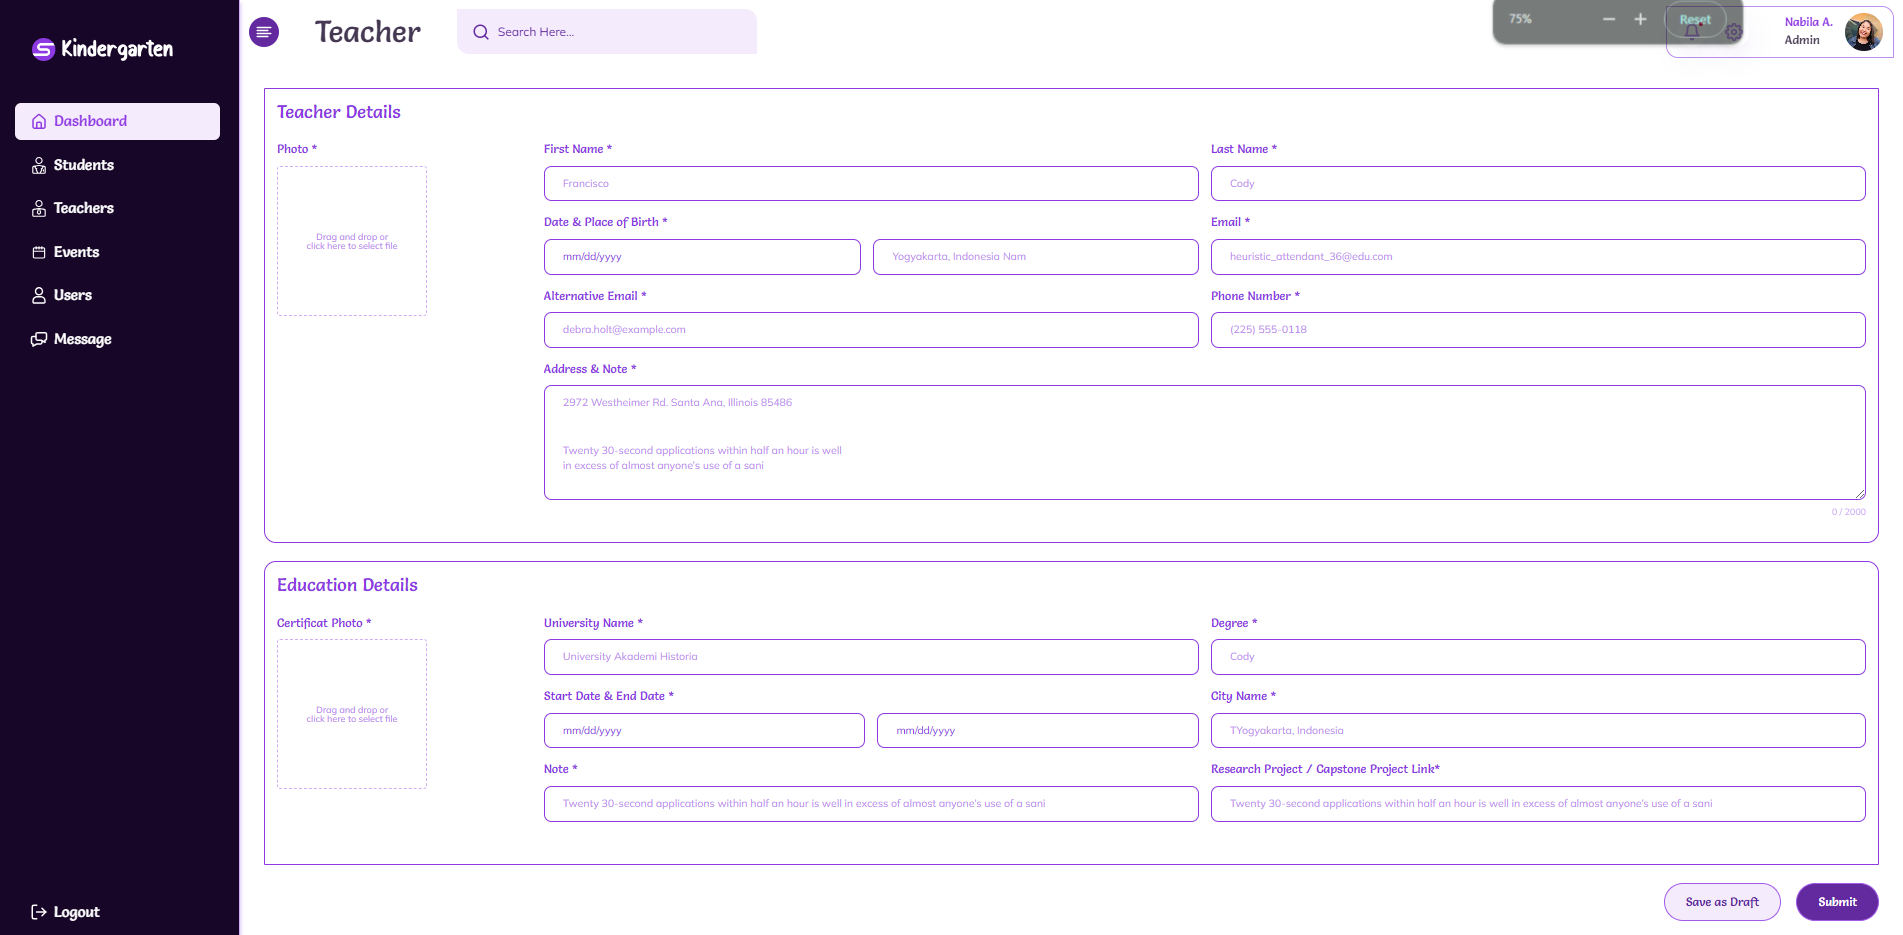 Kindergarten
Teacher
Search Here...
75%
Reset
Nabila A.
Admin
Dashboard
Students
Teachers
Events
Users
Message
Logout
Teacher Details
Photo *
Drag and drop or
click here to select file
First Name *
Francisco
Last Name *
Cody
Date & Place of Birth *
mm/dd/yyyy
Yogyakarta, Indonesia Nam
Email *
heuristic_attendant_36@edu.com
Alternative Email *
debra.holt@example.com
Phone Number *
(225) 555-0118
Address & Note *
2972 Westheimer Rd. Santa Ana, Illinois 85486
Twenty 30-second applications within half an hour is well
in excess of almost anyone's use of a sani
0 / 2000
Education Details
Certificat Photo *
Drag and drop or
click here to select file
University Name *
University Akademi Historia
Degree *
Cody
Start Date & End Date *
mm/dd/yyyy
mm/dd/yyyy
City Name *
TYogyakarta, Indonesia
Note *
Twenty 30-second applications within half an hour is well in excess of almost anyone's use of a sani
Research Project / Capstone Project Link*
Twenty 30-second applications within half an hour is well in excess of almost anyone's use of a sani
Save as Draft
Submit